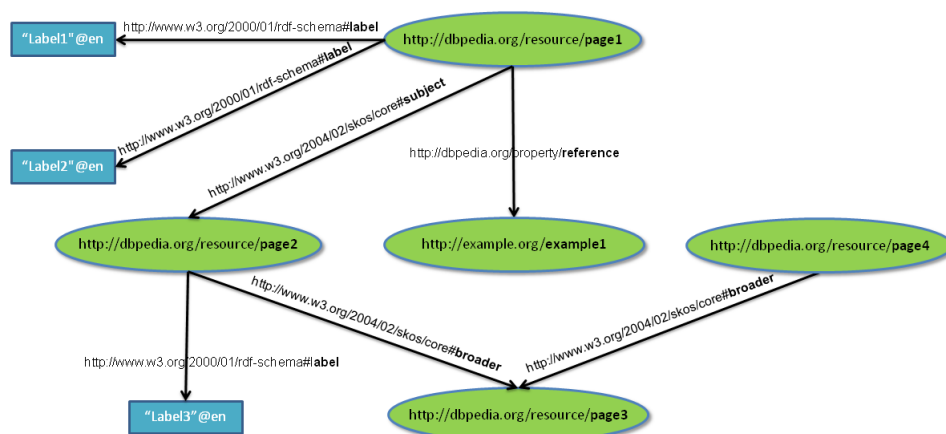 http://www.w3.org/2000/01/rdf-schema#label
“Label1"@en
http://dbpedia.org/resource/page1
http://www.w3.org/2000/01/rdf-schema#label
http://www.w3.org/2004/02/skos/core#subject
http://dbpedia.org/property/reference
“Label2"@en
http://dbpedia.org/resource/page2
http://example.org/example1
http://dbpedia.org/resource/page4
http://www.w3.org/2004/02/skos/core#broader
http://www.w3.org/2004/02/skos/core#broader
http://www.w3.org/2000/01/rdf-schema#label
“Label3”@en
http://dbpedia.org/resource/page3